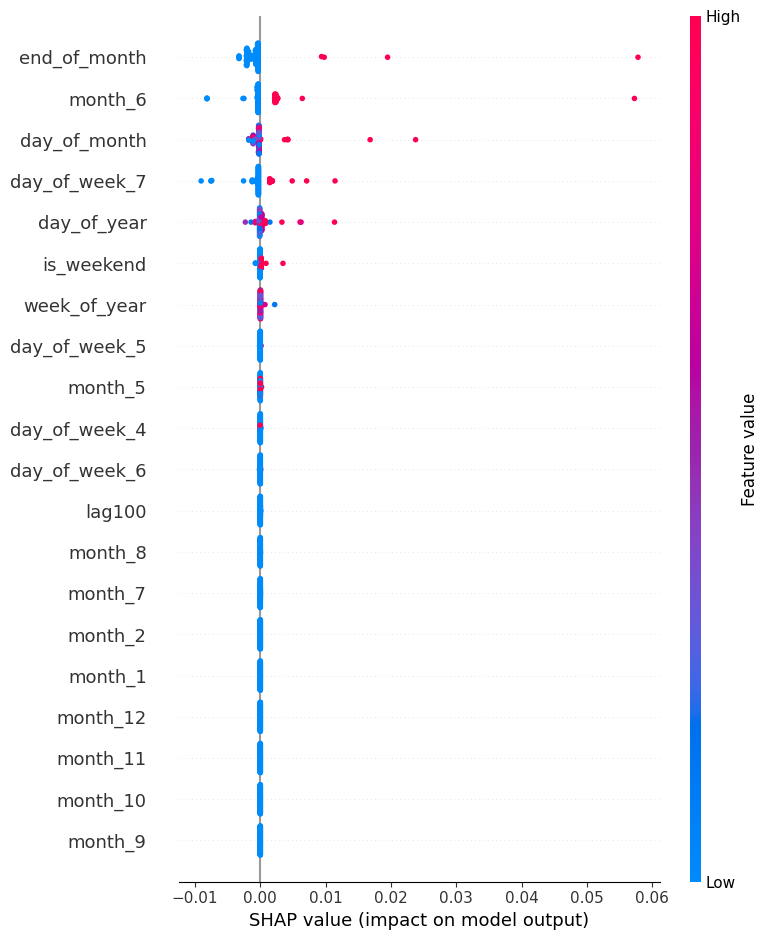 High
end_of_month
month_6
day_of_month
day_of_week_7
day_of_year
is_weekend
week_of_year
day_of_week_5
month_5
day_of_week_4
day_of_week_6
lag100
month_8
month_7
month_2
month_1
month_12
month_11
month_10
month_9
Feature value
Low
−0.01 0.00 0.01 0.02 0.03 0.04 0.05 0.06
SHAP value (impact on model output)